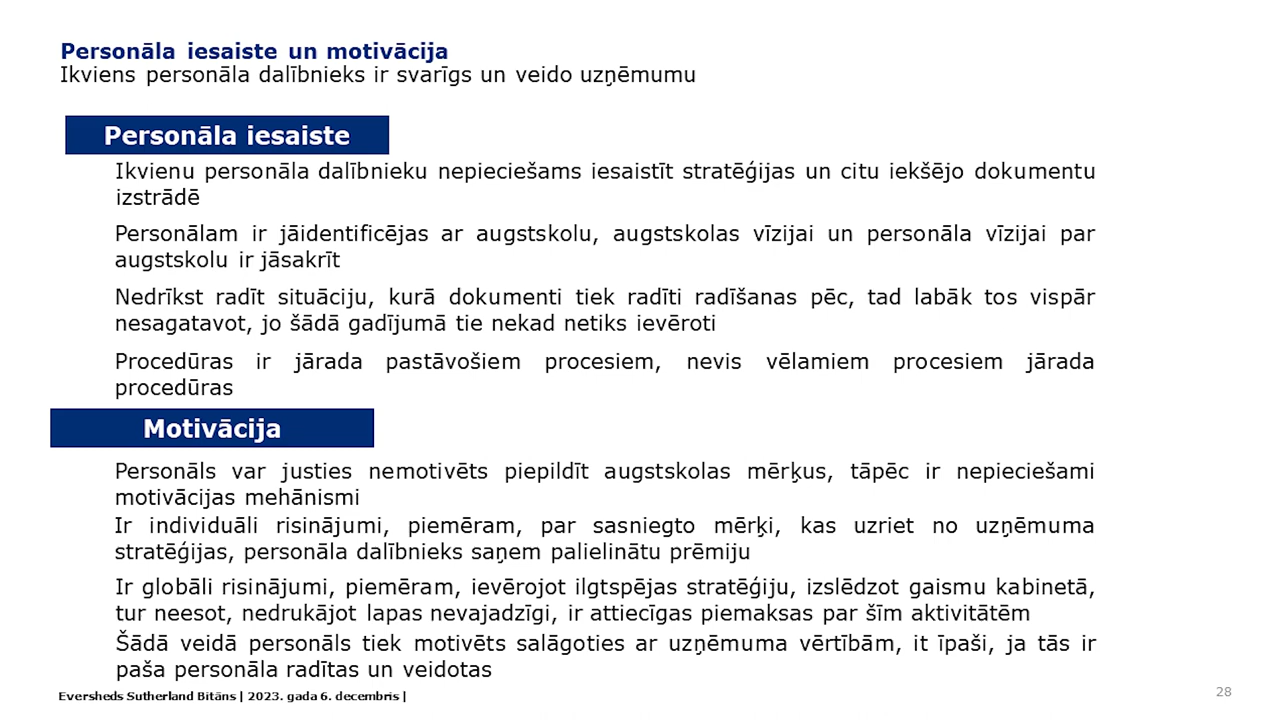 Personāla iesaiste un motivācija
Ikviens personāla dalībnieks ir svarīgs un veido uzņēmumu
Personāla iesaiste
Ikvienu personāla dalībnieku nepieciešams iesaistīt stratēģijas un citu iekšējo dokumentu
izstrādē
Personālam ir jāidentificējas ar augstskolu, augstskolas vīzijai un personāla vīzijai par
augstskolu ir jāsakrīt
Nedrīkst radīt situāciju, kurā dokumenti tiek radīti radīšanas pēc, tad labāk tos vispār
nesagatavot, jo šādā gadījumā tie nekad netiks ievēroti
Procedūras ir jārada pastāvošiem procesiem, nevis vēlamiem procesiem jārada
procedūras
Motivācija
Personāls var justies nemotivēts piepildīt augstskolas mērķus, tāpēc ir nepieciešami
motivācijas mehānismi
Ir individuāli risinājumi, piemēram, par sasniegto mērķi, kas uzriet no uzņēmuma
stratēģijas, personāla dalībnieks saņem palielinātu prēmiju
Ir globāli risinājumi, piemēram, ievērojot ilgtspējas stratēģiju, izslēdzot gaismu kabinetā,
tur neesot, nedrukājot lapas nevajadzīgi, ir attiecīgas piemaksas par šīm aktivitātēm
Šādā veidā personāls tiek motivēts salāgoties ar uzņēmuma vērtībām, it īpaši, ja tās ir
paša personāla radītas un veidotas
Eversheds Sutherland Bitāns | 2023. gada 6. decembris |
28